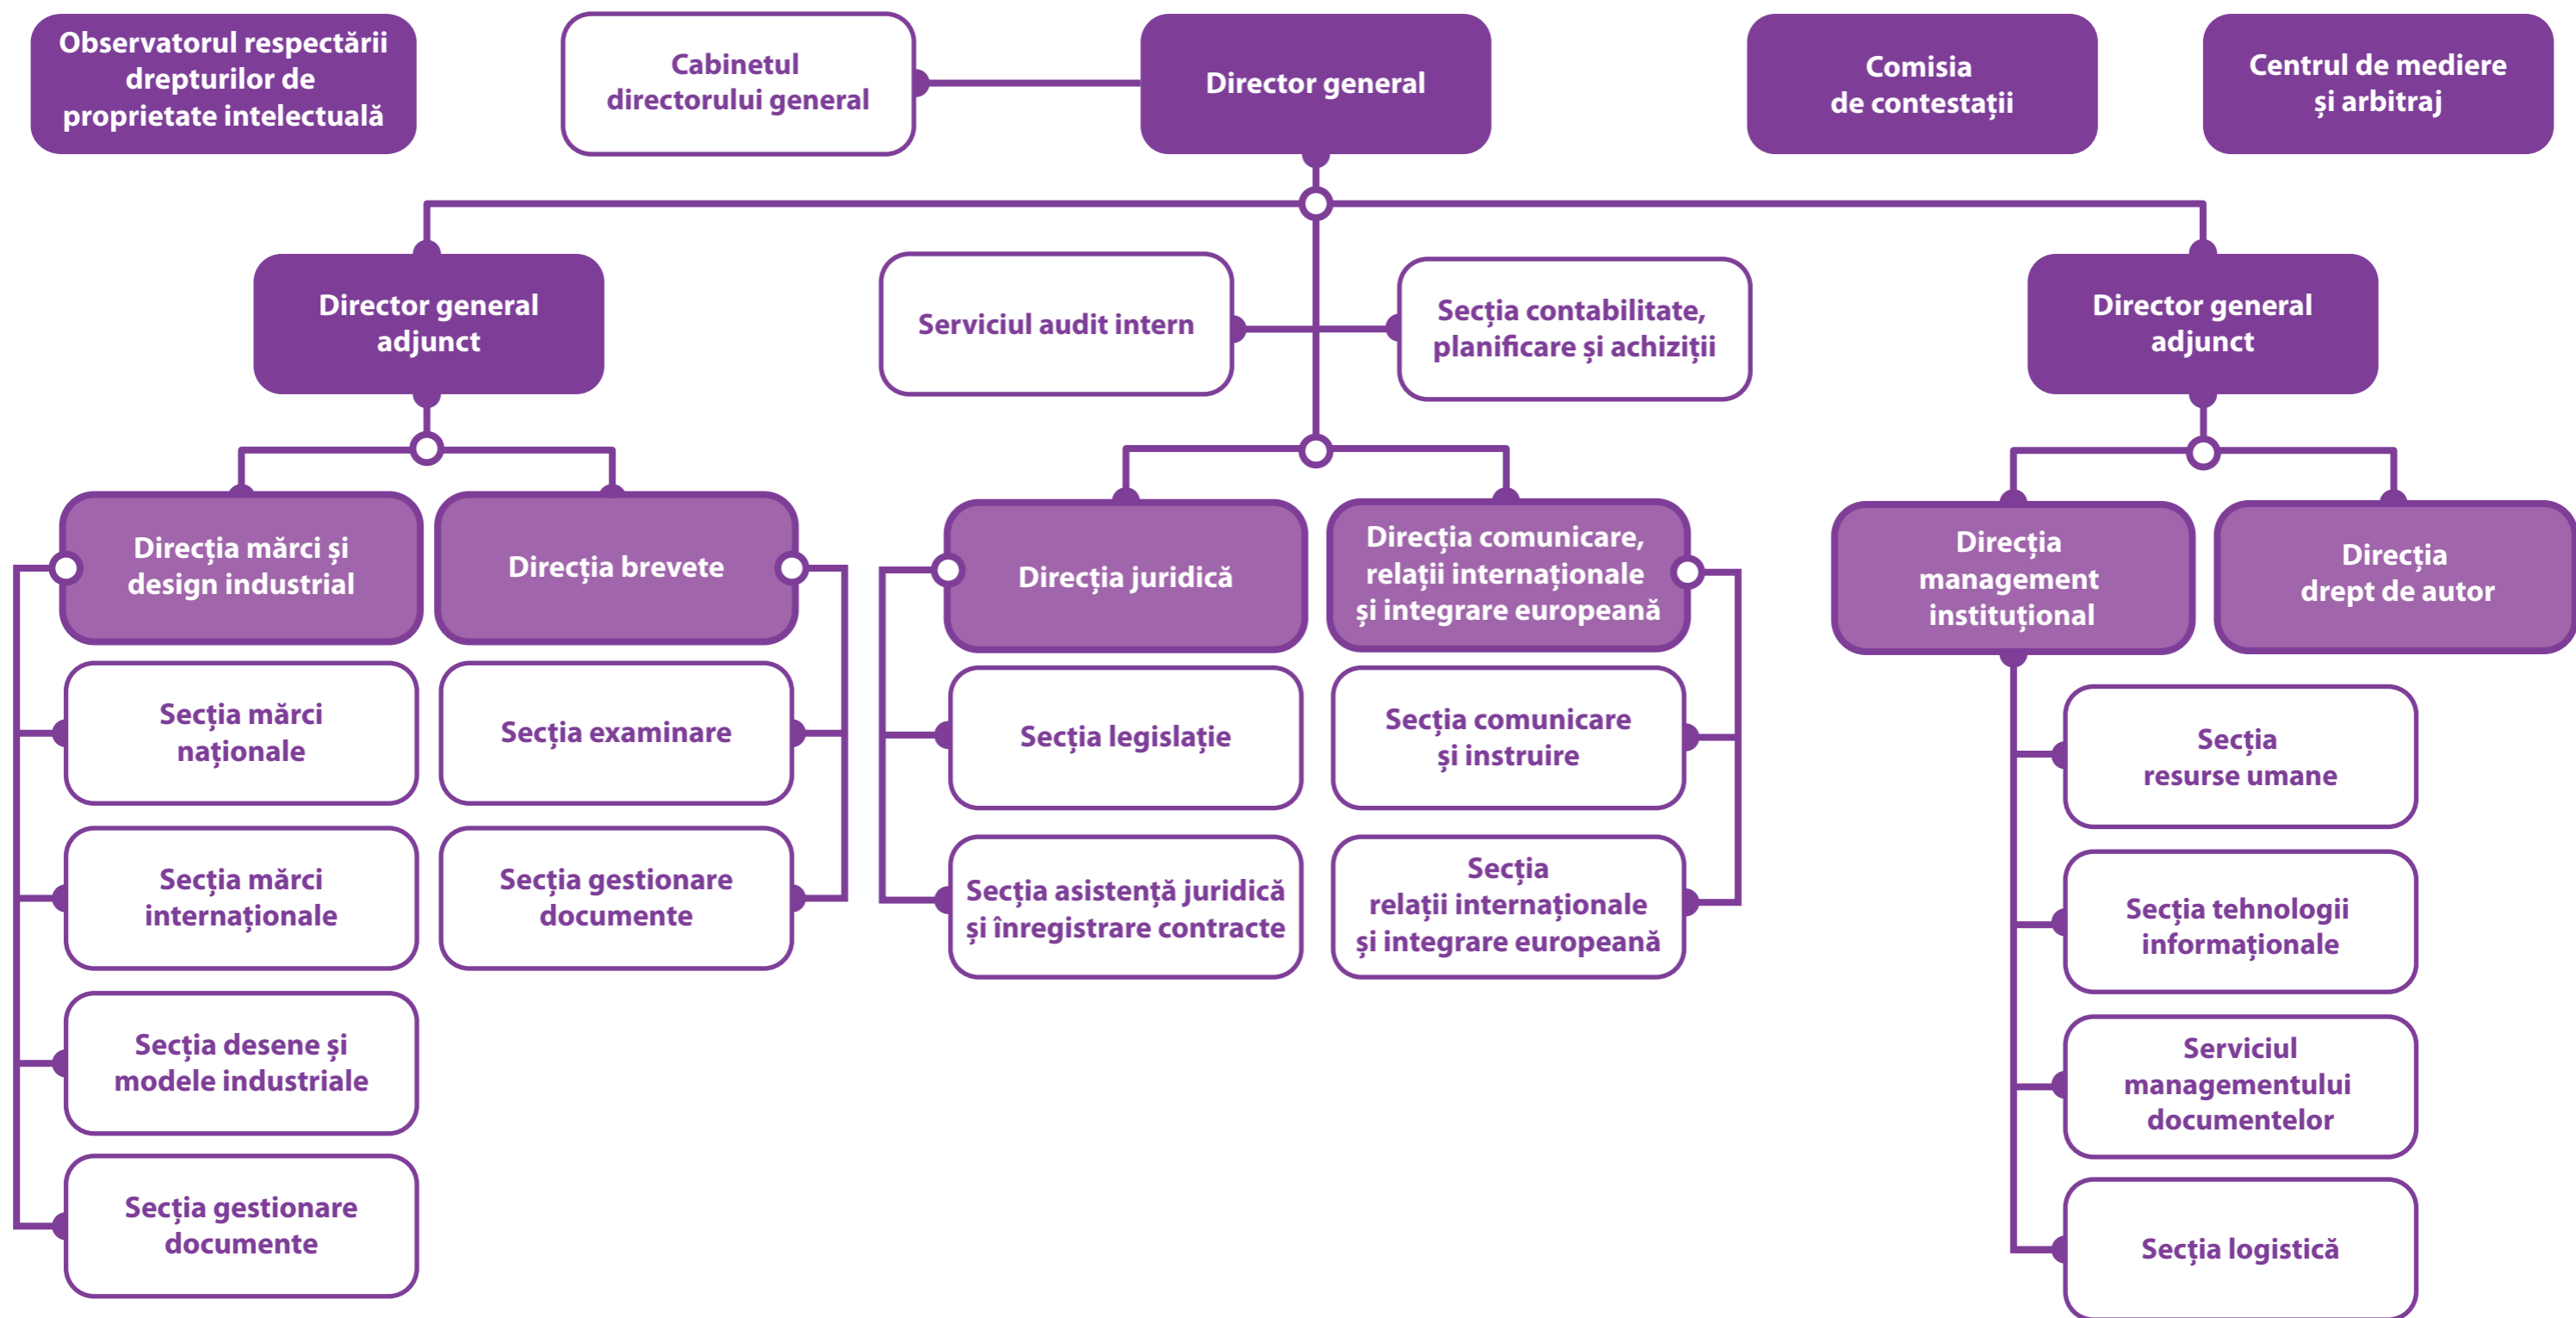 Observatorul respectării
drepturilor de
proprietate intelectuală
Cabinetul
directorului general
Director general
Comisia
de contestații
Centrul de mediere
și arbitraj
Director general
adjunct
Serviciul audit intern
Secția contabilitate,
planificare și achiziții
Director general
adjunct
Direcția mărci și
design industrial
Direcția brevete
Direcția juridică
Direcția comunicare,
relații internaționale
și integrare europeană
Direcția
management
instituțional
Direcția
drept de autor
Secția mărci
naționale
Secția examinare
Secția legislație
Secția comunicare
și instruire
Secția
resurse umane
Secția mărci
internaționale
Secția gestionare
documente
Secția asistență juridică
și înregistrare contracte
Secția
relații internaționale
și integrare europeană
Secția tehnologii
informaționale
Secția desene și
modele industriale
Serviciul
managementului
documentelor
Secția gestionare
documente
Secția logistică